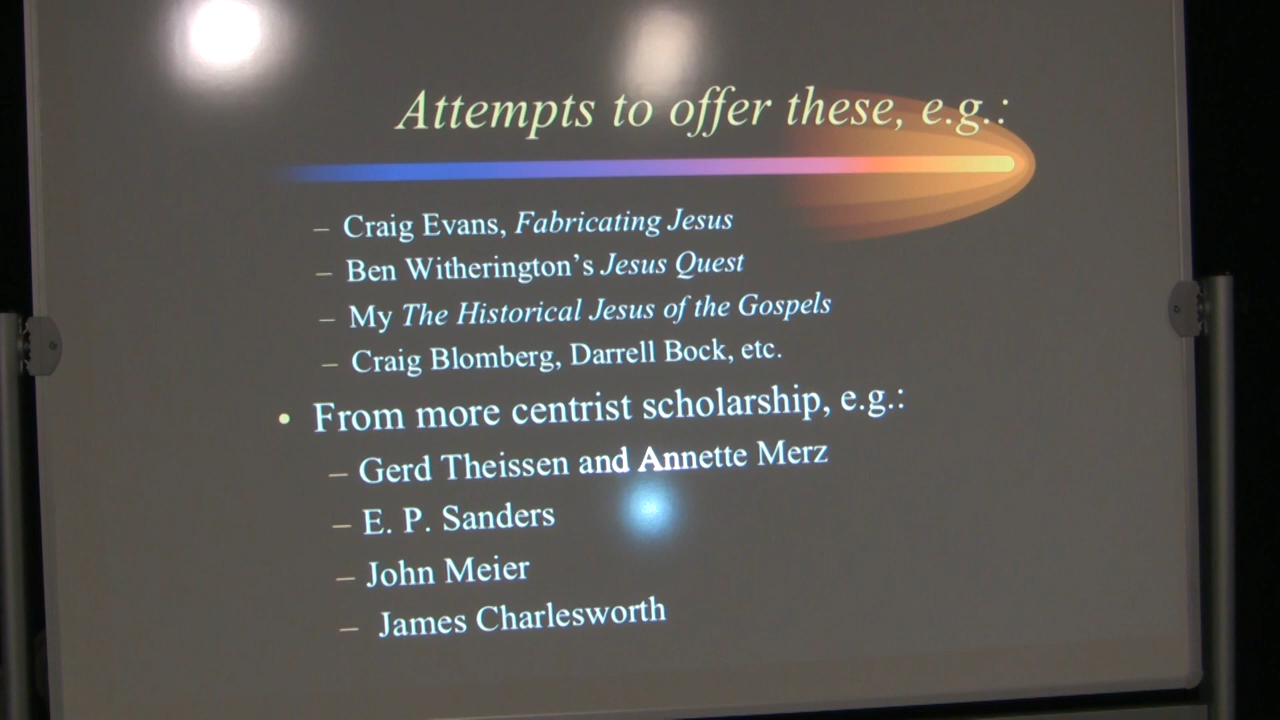 Attempts to offer these, e.g.:
– Craig Evans, Fabricating Jesus
– Ben Witherington’s Jesus Quest
– My The Historical Jesus of the Gospels
– Craig Blomberg, Darrell Bock, etc.
• From more centrist scholarship, e.g.:
– Gerd Theissen and Annette Merz
– E. P. Sanders
– John Meier
– James Charlesworth